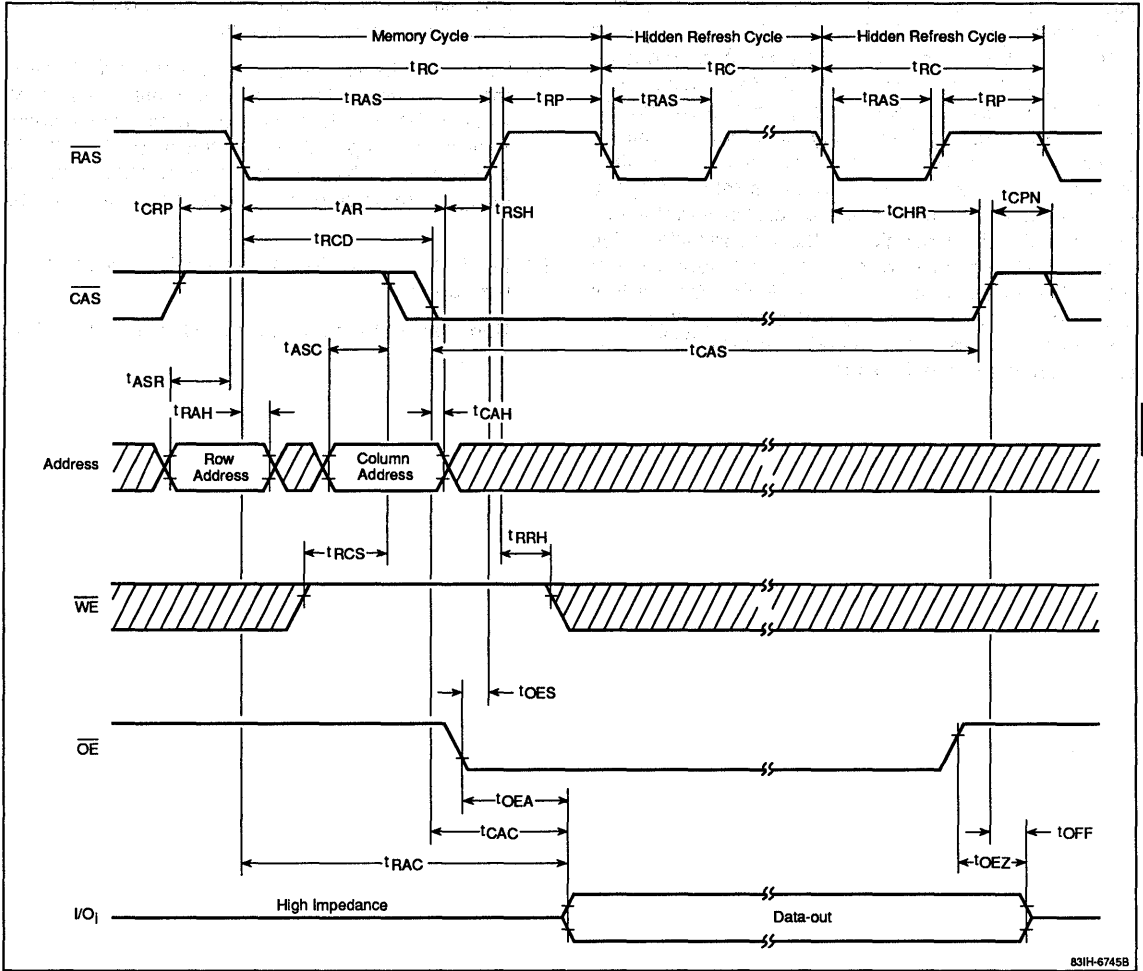 Memory Cycle Hidden Refresh Cycle Hidden Refresh Cycle
tRC tRC tRC
tRAS tRP tRAS tRAS tRP
RAS
tCRP tAR tRSH tCHR tCPN
tRCD
CAS
tASC tCAS
tASR
tRAH tCAH
Address Row Address Column Address
tRCS tRRH
WE
tOES
OE
tOEA
tCAC tOFF
tRAC tOEZ
I/Oi High Impedance Data-out
83IH-6745B